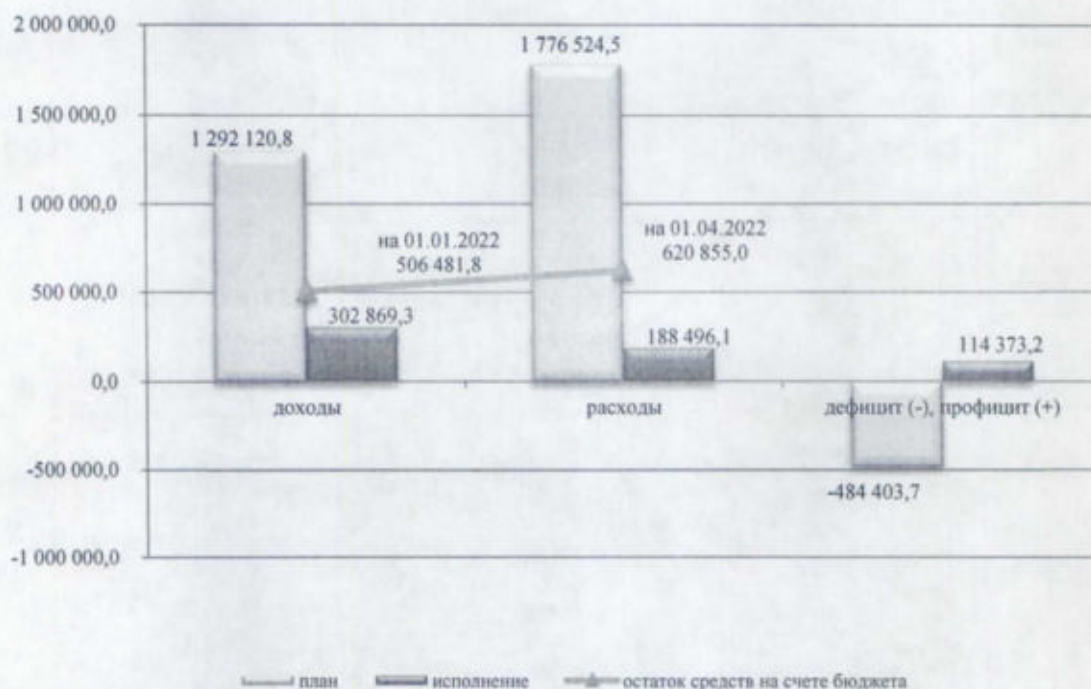 2 000 000,0
1 776 524,5
1 500 000,0
1 292 120,8
1 000 000,0
на 01.01.2022
506 481,8
на 01.04.2022
620 855,0
500 000,0
302 869,3
188 496,1
114 373,2
0,0
доходы
расходы
дефицит (-), профицит (+)
-500 000,0
-484 403,7
-1 000 000,0
план
исполнение
остаток средств на счете бюджета